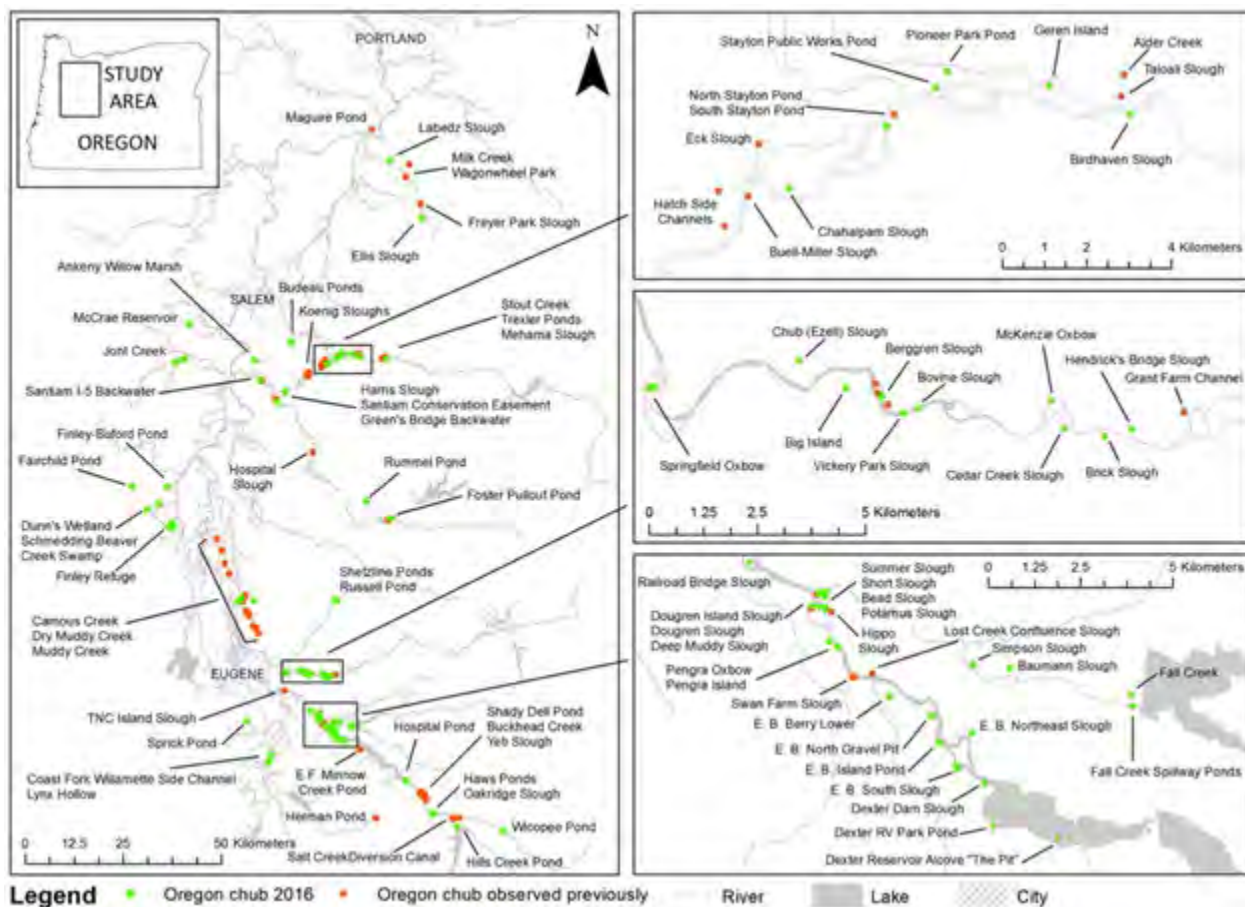 STUDY
AREA
OREGON
PORTLAND
N
Maguire Pond
Labedz Slough
Milk Creek
Wagonwheel Park
Freyer Park Slough
Ellis Slough
Ankeny Willow Marsh
SALEM
Budeau Ponds
Koenig Sloughs
McCrae Reservoir
Stout Creek
Trexler Ponds
Mehama Slough
Jont Creek
Santiam I-5 Backwater
Harris Slough
Santiam Conservation Easement
Green's Bridge Backwater
Finley-Buford Pond
Fairchild Pond
Hospital
Slough
Rummel Pond
Foster Pullout Pond
Dunn's Wetland
Schmedding Beaver
Creek Swamp
Finley Refuge
Shetzline Ponds
Russell Pond
Camous Creek
Dry Muddy Creek
Muddy Creek
EUGENE
TNC Island Slough
Sprick Pond
Hospital Pond
Shady Dell Pond
Buckhead Creek
Yeb Slough
Coast Fork Willamette Side Channel
Lynx Hollow
E.F. Minnow
Creek Pond
Haws Ponds
Oakridge Slough
Herman Pond
Wicopee Pond
Salt Creek Diversion Canal
Hills Creek Pond
0 12.5 25 50 Kilometers
Stayton Public Works Pond
Pioneer Park Pond
Geren Island
Alder Creek
Taloali Slough
North Stayton Pond
South Stayton Pond
Eck Slough
Birdhaven Slough
Hatch Side
Channels
Chahalpam Slough
Buell-Miller Slough
0 1 2 4 Kilometers
Chub (Ezell) Slough
McKenzie Oxbow
Berggren Slough
Hendrick's Bridge Slough
Bovine Slough
Grast Farm Channel
Big Island
Springfield Oxbow
Vickery Park Slough
Cedar Creek Slough
Brick Slough
0 1.25 2.5 5 Kilometers
Railroad Bridge Slough
Summer Slough
Short Slough
Bead Slough
Potamus Slough
0 1.25 2.5 5 Kilometers
Dougren Island Slough
Dougren Slough
Deep Muddy Slough
Hippo
Slough
Lost Creek Confluence Slough
Simpson Slough
Baumann Slough
Fall Creek
Pengra Oxbow
Pengra Island
Swan Farm Slough
E. B. Berry Lower
E. B. Northeast Slough
E. B. North Gravel Pit
E. B. Island Pond
Fall Creek Spillway Ponds
E. B. South Slough
Dexter Dam Slough
Dexter RV Park Pond
Dexter Reservoir Alcove "The Pit"
Legend
Oregon chub 2016
Oregon chub observed previously
River
Lake
City